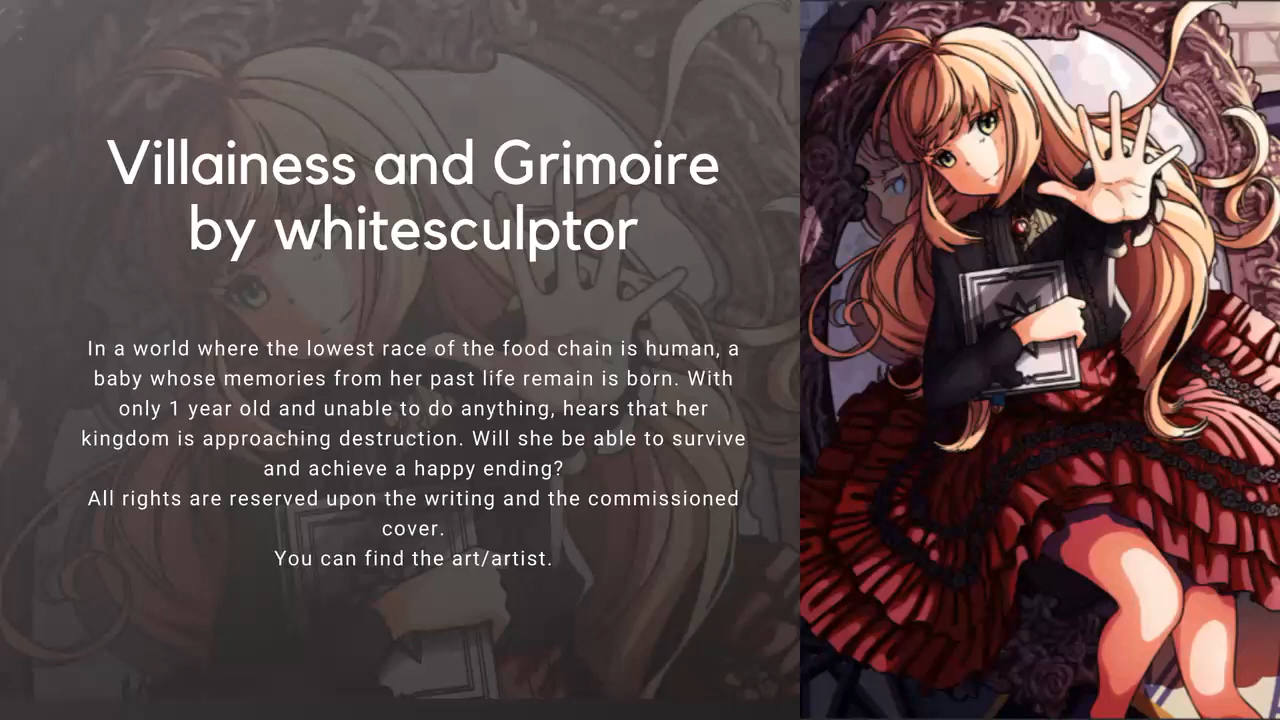 Villainess and Grimoire
by whitesculptor
In a world where the lowest race of the food chain is human, a
baby whose memories from her past life remain is born. With
only 1 year old and unable to do anything, hears that her
kingdom is approaching destruction. Will she be able to survive
and achieve a happy ending?
All rights are reserved upon the writing and the commissioned
cover.
You can find the art/artist.